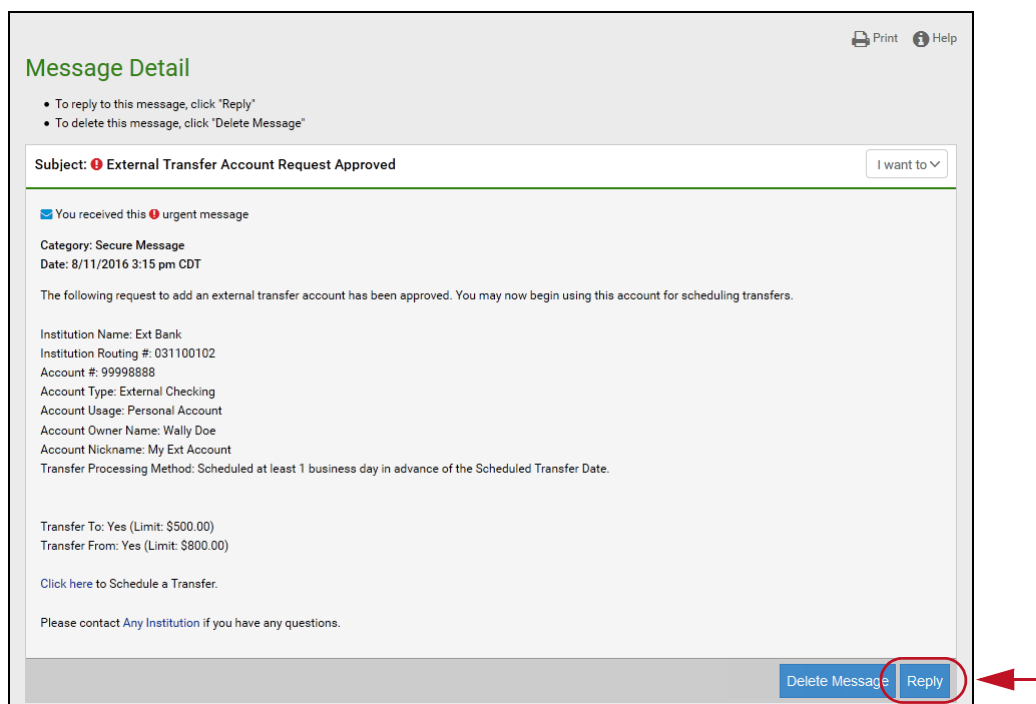 Print Help
Message Detail
• To reply to this message, click "Reply"
• To delete this message, click "Delete Message"
Subject: External Transfer Account Request Approved
I want to
You received this urgent message
Category: Secure Message
Date: 8/11/2016 3:15 pm CDT
The following request to add an external transfer account has been approved. You may now begin using this account for scheduling transfers.
Institution Name: Ext Bank
Institution Routing #: 031100102
Account #: 99998888
Account Type: External Checking
Account Usage: Personal Account
Account Owner Name: Wally Doe
Account Nickname: My Ext Account
Transfer Processing Method: Scheduled at least 1 business day in advance of the Scheduled Transfer Date.
Transfer To: Yes (Limit: $500.00)
Transfer From: Yes (Limit: $800.00)
Click here to Schedule a Transfer.
Please contact Any Institution if you have any questions.
Delete Message Reply